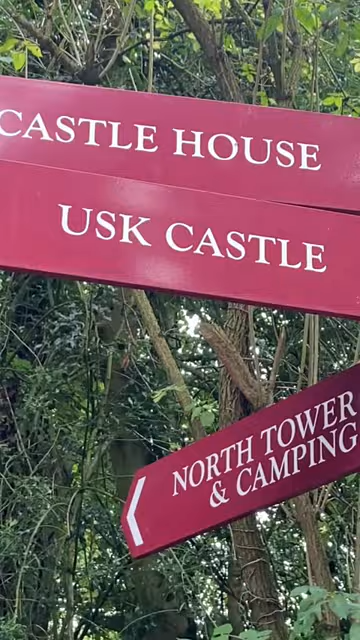 CASTLE HOUSE
USK CASTLE
NORTH TOWER
& CAMPING